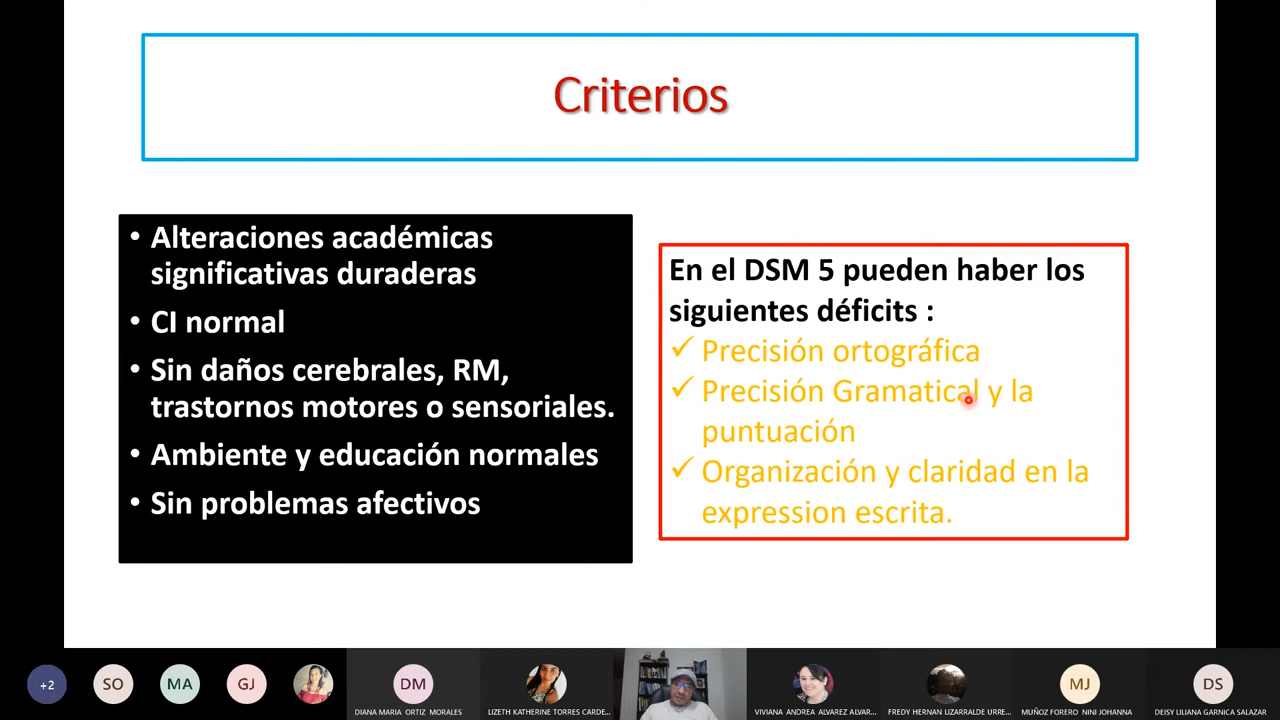 Criterios
• Alteraciones académicas
significativas duraderas
• CI normal
• Sin daños cerebrales, RM,
trastornos motores o sensoriales.
• Ambiente y educación normales
• Sin problemas afectivos
En el DSM 5 pueden haber los
siguientes déficits :
✓ Precisión ortográfica
✓ Precisión Gramatical y la
puntuación
✓ Organización y claridad en la
expression escrita.
+2
SO
MA
GJ
DM
MJ
DS
DIANA MARIA ORTIZ MORALES
LIZETH KATHERINE TORRES CARDE...
VIVIANA ANDREA ALVAREZ ALVAR...
FREDY HERNAN LIZARRALDE URRE...
MUÑOZ FORERO NINI JOHANNA
DEISY LILIANA GARNICA SALAZAR